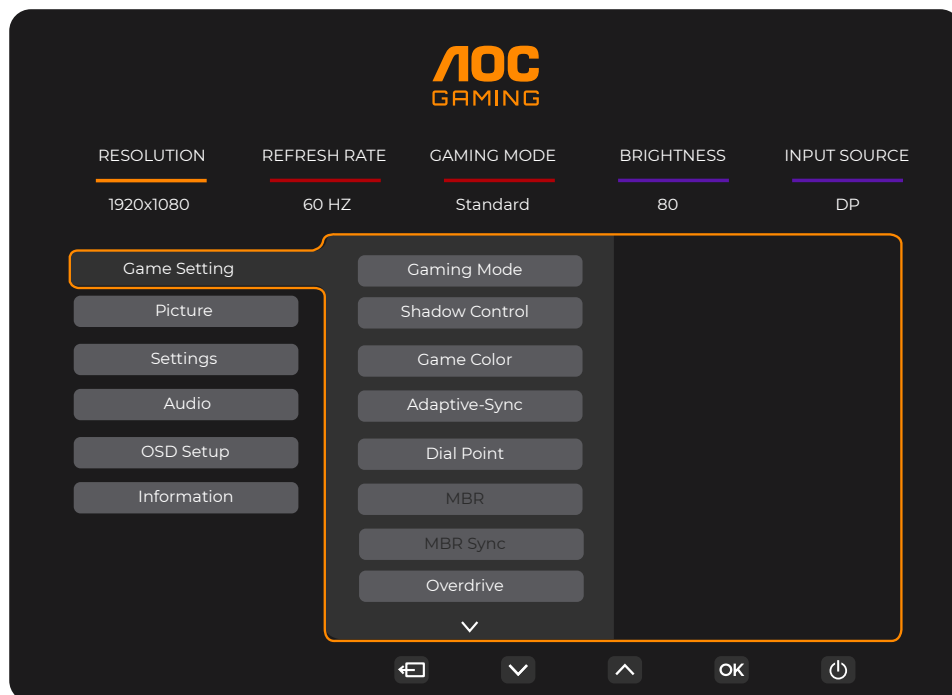 AOC
GAMING
RESOLUTION REFRESH RATE GAMING MODE BRIGHTNESS INPUT SOURCE
1920x1080 60 HZ Standard 80 DP
Game Setting
Picture
Settings
Audio
OSD Setup
Information
Gaming Mode
Shadow Control
Game Color
Adaptive-Sync
Dial Point
MBR
MBR Sync
Overdrive
OK